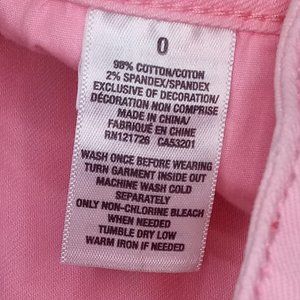 0
98% COTTON/COTON
2% SPANDEX/SPANDEX
EXCLUSIVE OF DECORATION/
DÉCORATION NON COMPRISE
MADE IN CHINA/
FABRIQUÉ EN CHINE
RN121726 CA53201
WASH ONCE BEFORE WEARING
TURN GARMENT INSIDE OUT
MACHINE WASH COLD
SEPARATELY
ONLY NON-CHLORINE BLEACH
WHEN NEEDED
TUMBLE DRY LOW
WARM IRON IF NEEDED